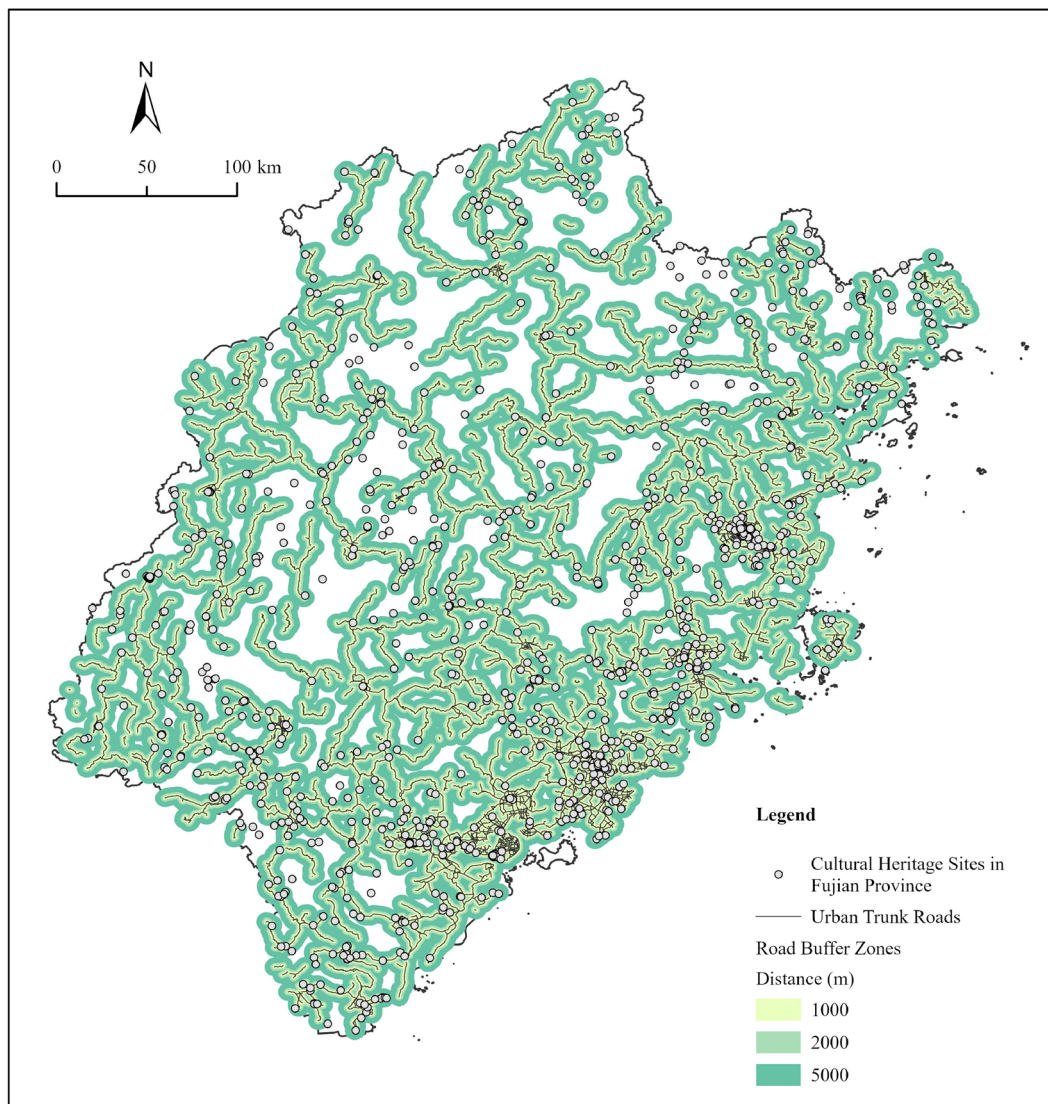 N
0 50 100 km
Legend
Cultural Heritage Sites in
Fujian Province
Urban Trunk Roads
Road Buffer Zones
Distance (m)
1000
2000
5000